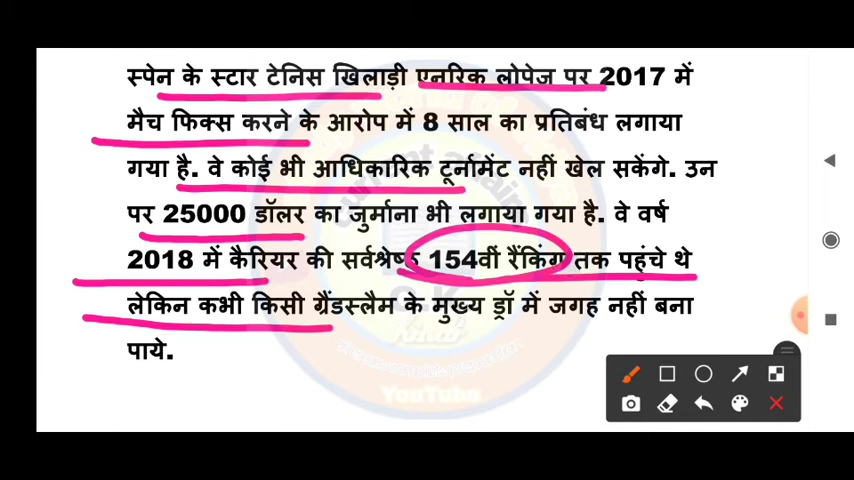 स्पेन के स्टार टेनिस खिलाड़ी एनरिक लोपेज पर 2017 में
मैच फिक्स करने के आरोप में 8 साल का प्रतिबंध लगाया
गया है. वे कोई भी आधिकारिक टूर्नामेंट नहीं खेल सकेंगे. उन
पर 25000 डॉलर का जुर्माना भी लगाया गया है. वे वर्ष
2018 में कैरियर की सर्वश्रेष्ठ 154वीं रैंकिंग तक पहुंचे थे
लेकिन कभी किसी ग्रैंडस्लैम के मुख्य ड्रॉ में जगह नहीं बना
पाये.
YouTube